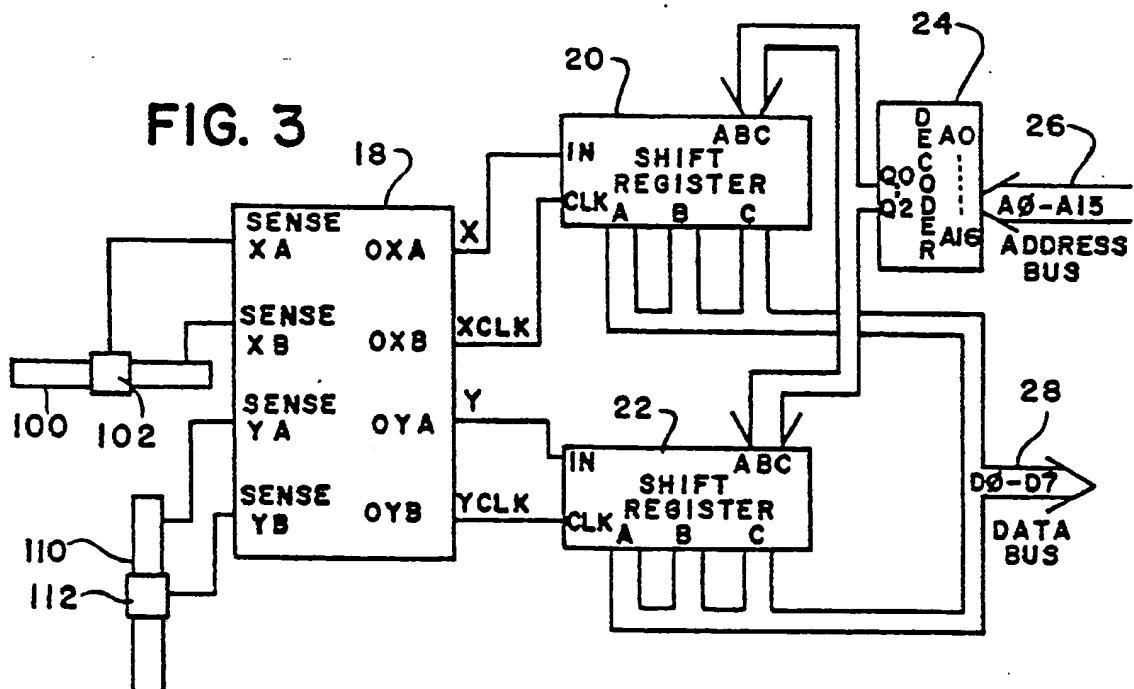 FIG. 3
18
SENSE
XA
SENSE
XB
SENSE
YA
SENSE
YB
OXA
OXB
OYA
OYB
100
102
110
112
X
XCLK
Y
YCLK
20
IN
CLK
ABC
SHIFT
REGISTER
A B C
22
IN
CLK
ABC
SHIFT
REGISTER
A B C
24
DECODER
Q0
"
Q2
A0
A16
26
AØ-A15
ADDRESS
BUS
28
DØ-D7
DATA
BUS